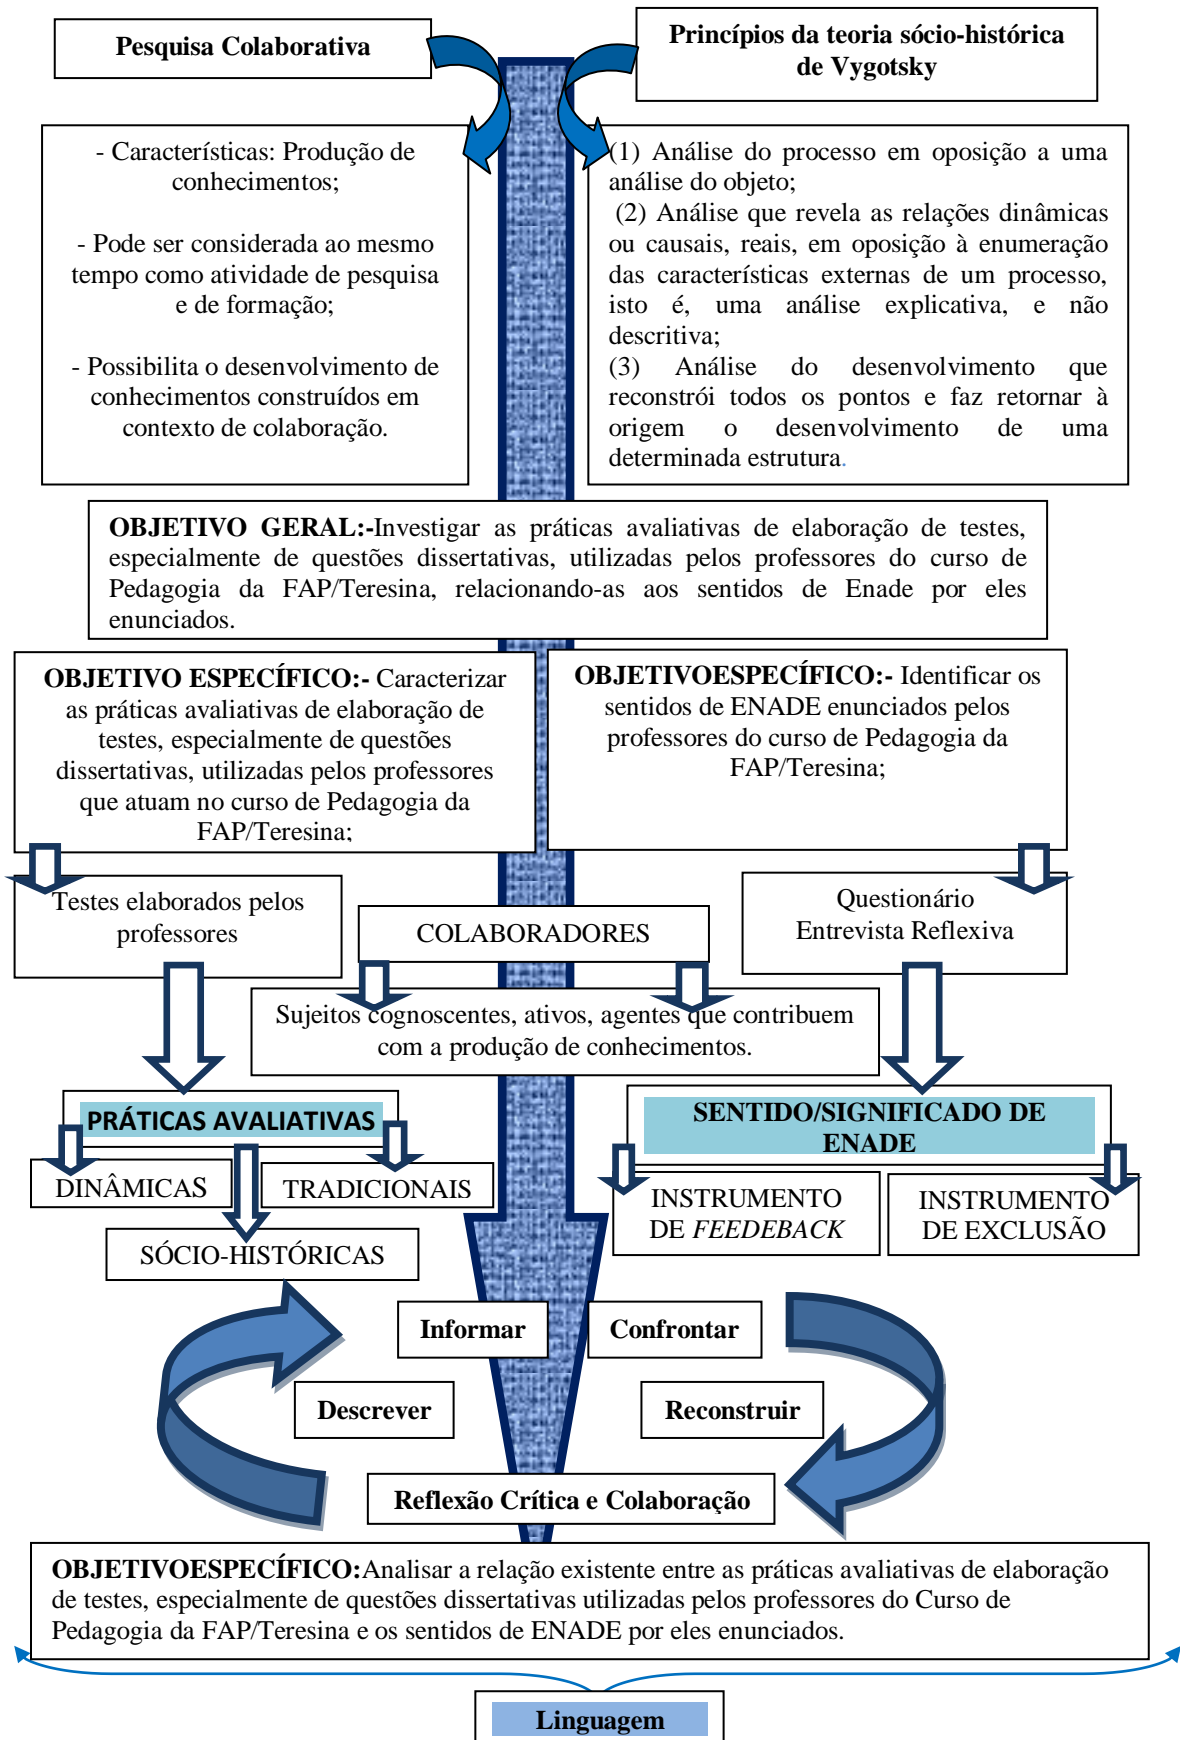 Pesquisa Colaborativa
Princípios da teoria sócio-histórica
de Vygotsky
- Características: Produção de
conhecimentos;
- Pode ser considerada ao mesmo
tempo como atividade de pesquisa
e de formação;
- Possibilita o desenvolvimento de
conhecimentos construídos em
contexto de colaboração.
(1) Análise do processo em oposição a uma
análise do objeto;
(2) Análise que revela as relações dinâmicas
ou causais, reais, em oposição à enumeração
das características externas de um processo,
isto é, uma análise explicativa, e não
descritiva;
(3) Análise do desenvolvimento que
reconstrói todos os pontos e faz retornar à
origem o desenvolvimento de uma
determinada estrutura.
OBJETIVO GERAL:-Investigar as práticas avaliativas de elaboração de testes,
especialmente de questões dissertativas, utilizadas pelos professores do curso de
Pedagogia da FAP/Teresina, relacionando-as aos sentidos de Enade por eles
enunciados.
OBJETIVO ESPECÍFICO:- Caracterizar
as práticas avaliativas de elaboração de
testes, especialmente de questões
dissertativas, utilizadas pelos professores
que atuam no curso de Pedagogia da
FAP/Teresina;
OBJETIVOESPECÍFICO:- Identificar os
sentidos de ENADE enunciados pelos
professores do curso de Pedagogia da
FAP/Teresina;
Testes elaborados pelos
professores
COLABORADORES
Questionário
Entrevista Reflexiva
Sujeitos cognoscentes, ativos, agentes que contribuem
com a produção de conhecimentos.
PRÁTICAS AVALIATIVAS
SENTIDO/SIGNIFICADO DE
ENADE
DINÂMICAS
TRADICIONAIS
SÓCIO-HISTÓRICAS
INSTRUMENTO
DE FEEDEBACK
INSTRUMENTO
DE EXCLUSÃO
Informar
Confrontar
Descrever
Reconstruir
Reflexão Crítica e Colaboração
OBJETIVOESPECÍFICO:Analisar a relação existente entre as práticas avaliativas de elaboração
de testes, especialmente de questões dissertativas utilizadas pelos professores do Curso de
Pedagogia da FAP/Teresina e os sentidos de ENADE por eles enunciados.
Linguagem